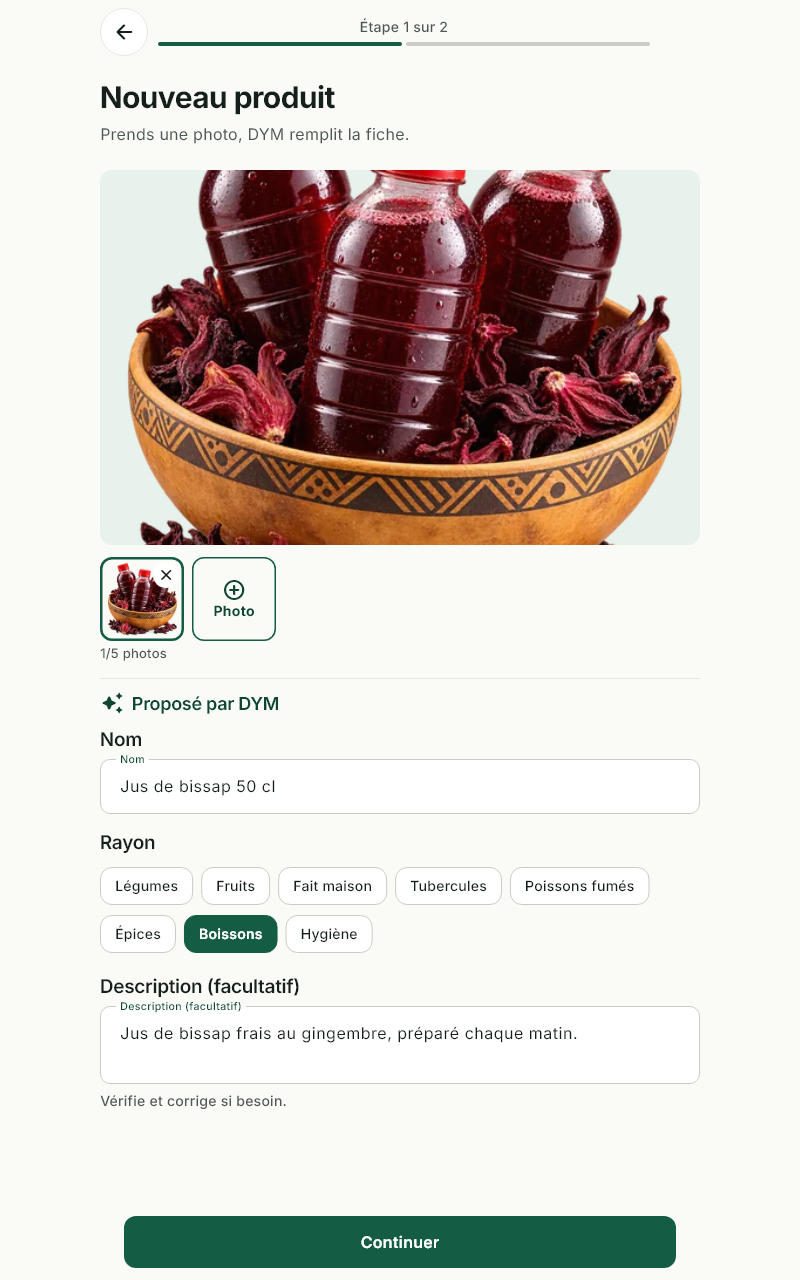 Étape 1 sur 2
Nouveau produit
Prends une photo, DYM remplit la fiche.
Photo
1/5 photos
Proposé par DYM
Nom
Nom
Jus de bissap 50 cl
Rayon
Légumes Fruits Fait maison Tubercules Poissons fumés
Épices Boissons Hygiène
Description (facultatif)
Description (facultatif)
Jus de bissap frais au gingembre, préparé chaque matin.
Vérifie et corrige si besoin.
Continuer